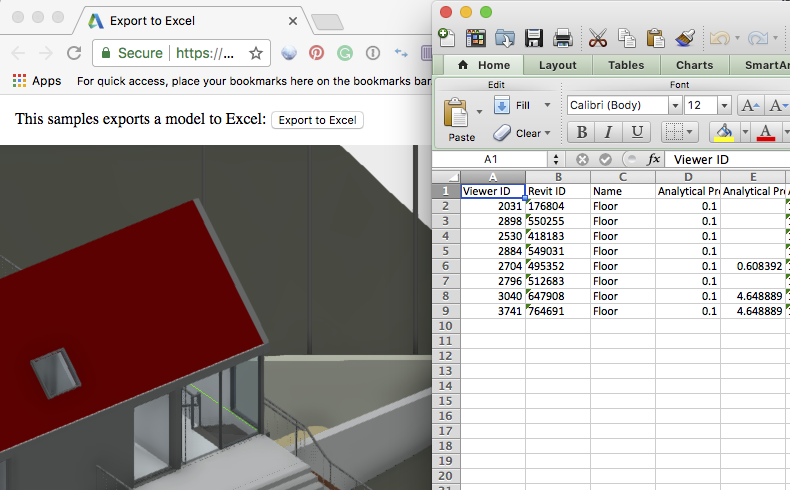 Export to Excel
Secure
https://...
Apps
For quick access, place your bookmarks here on the bookmarks bar.
This samples exports a model to Excel: Export to Excel
Home Layout Tables Charts SmartAr
Edit Font
Paste Fill Clear
Calibri (Body) 12
B I U A
A1 fx Viewer ID
A B C D E
1 Viewer ID Revit ID Name Analytical Pro Analytical Pro
2 2031 176804 Floor 0.1
3 2898 550255 Floor 0.1
4 2530 418183 Floor 0.1
5 2884 549031 Floor 0.1
6 2704 495352 Floor 0.1 0.608392
7 2796 512683 Floor 0.1
8 3040 647908 Floor 0.1 4.648889
9 3741 764691 Floor 0.1 4.648889
10
11
12
13
14
15
16
17
18
19
20